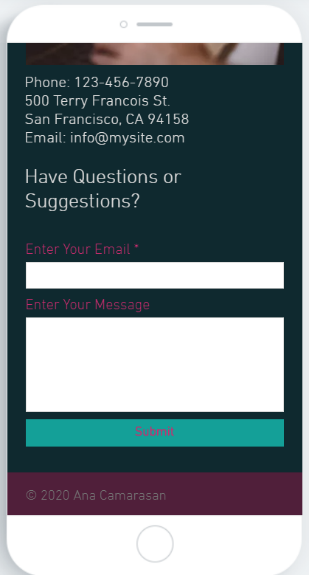 Phone: 123-456-7890
500 Terry Francois St.
San Francisco, CA 94158
Email: info@mysite.com
Have Questions or
Suggestions?
Enter Your Email *
Enter Your Message
Submit
© 2020 Ana Camarasan